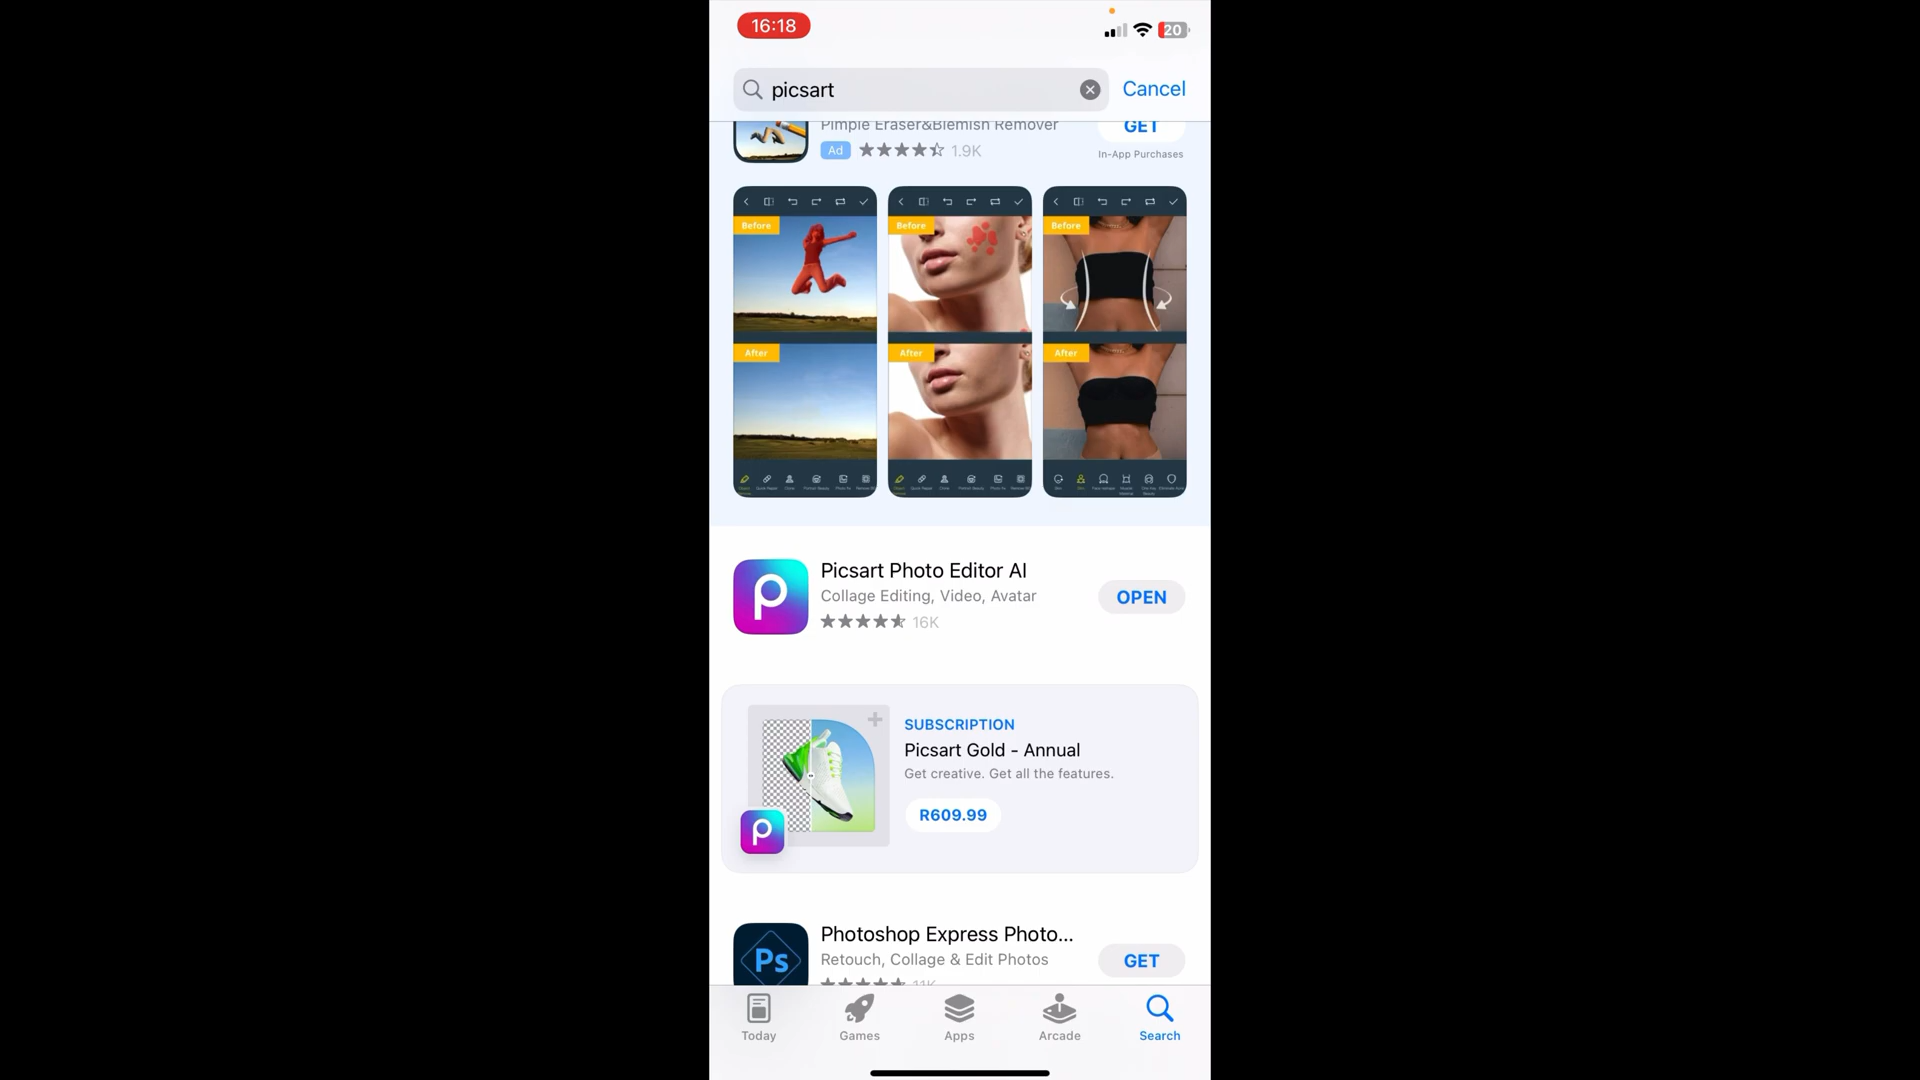 16:18
20
picsart
Cancel
Pimple Eraser&Blemish Remover
GET
Ad
1.9K
In-App Purchases
Before
Before
Before
After
After
After
Picsart Photo Editor AI
Collage Editing, Video, Avatar
16K
OPEN
SUBSCRIPTION
Picsart Gold - Annual
Get creative. Get all the features.
R609.99
Ps
Photoshop Express Photo...
Retouch, Collage & Edit Photos
11K
GET
Today
Games
Apps
Arcade
Search